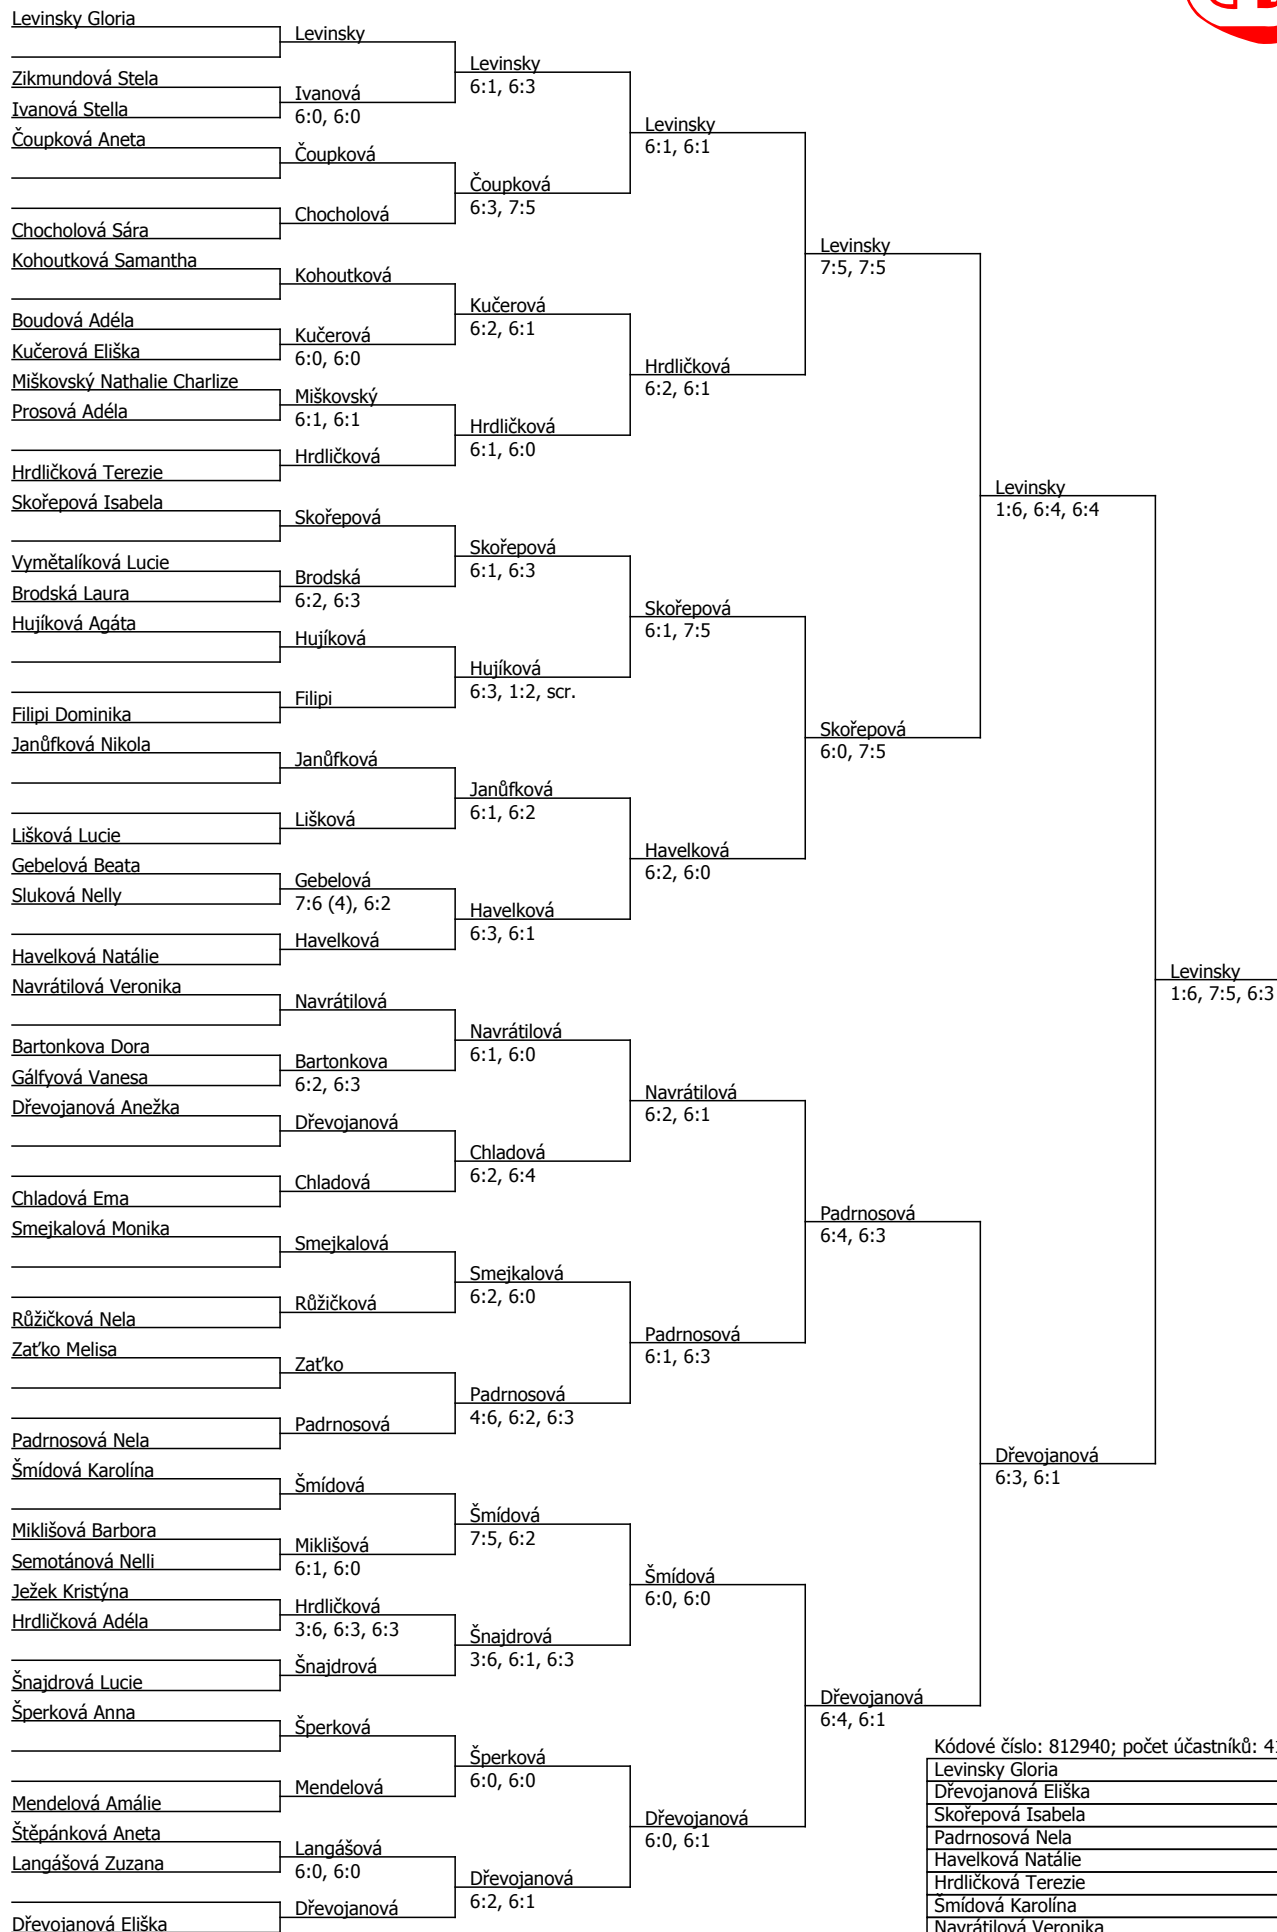 Levinsky Gloria
Zikmundová Stela
Ivanová Stella
Čoupková Aneta
Chocholová Sára
Kohoutková Samantha
Boudová Adéla
Kučerová Eliška
Miškovský Nathalie Charlize
Prosová Adéla
Hrdličková Terezie
Skořepová Isabela
Vymětalíková Lucie
Brodská Laura
Hujíková Agáta
Filipi Dominika
Janůfková Nikola
Lišková Lucie
Gebelová Beata
Sluková Nelly
Havelková Natálie
Navrátilová Veronika
Bartonkova Dora
Gálfyová Vanesa
Dřevojanová Anežka
Chladová Ema
Smejkalová Monika
Růžičková Nela
Zaťko Melisa
Padrnosová Nela
Šmídová Karolína
Miklišová Barbora
Semotánová Nelli
Ježek Kristýna
Hrdličková Adéla
Šnajdrová Lucie
Šperková Anna
Mendelová Amálie
Štěpánková Aneta
Langášová Zuzana
Dřevojanová Eliška
Levinsky
Ivanová
6:0, 6:0
Čoupková
Chocholová
Kohoutková
Kučerová
6:0, 6:0
Miškovský
6:1, 6:1
Hrdličková
Skořepová
Brodská
6:2, 6:3
Hujíková
Filipi
Janůfková
Lišková
Gebelová
7:6 (4), 6:2
Havelková
Navrátilová
Bartonkova
6:2, 6:3
Dřevojanová
Chladová
Smejkalová
Růžičková
Zaťko
Padrnosová
Šmídová
Miklišová
6:1, 6:0
Hrdličková
3:6, 6:3, 6:3
Šnajdrová
Šperková
Mendelová
Langášová
6:0, 6:0
Dřevojanová
Levinsky
6:1, 6:3
Čoupková
6:3, 7:5
Kučerová
6:2, 6:1
Hrdličková
6:1, 6:0
Skořepová
6:1, 6:3
Hujíková
6:3, 1:2, scr.
Janůfková
6:1, 6:2
Havelková
6:3, 6:1
Navrátilová
6:1, 6:0
Chladová
6:2, 6:4
Smejkalová
6:2, 6:0
Padrnosová
4:6, 6:2, 6:3
Šmídová
7:5, 6:2
Šnajdrová
3:6, 6:1, 6:3
Šperková
6:0, 6:0
Dřevojanová
6:2, 6:1
Levinsky
6:1, 6:1
Hrdličková
6:2, 6:1
Skořepová
6:1, 7:5
Havelková
6:2, 6:0
Navrátilová
6:2, 6:1
Padrnosová
6:1, 6:3
Šmídová
6:0, 6:0
Dřevojanová
6:0, 6:1
Levinsky
7:5, 7:5
Skořepová
6:0, 7:5
Padrnosová
6:4, 6:3
Dřevojanová
6:4, 6:1
Levinsky
1:6, 6:4, 6:4
Dřevojanová
6:3, 6:1
Levinsky
1:6, 7:5, 6:3
Kódové číslo: 812940; počet účastníků: 41
Levinsky Gloria
Dřevojanová Eliška
Skořepová Isabela
Padrnosová Nela
Havelková Natálie
Hrdličková Terezie
Šmídová Karolína
Navrátilová Veronika